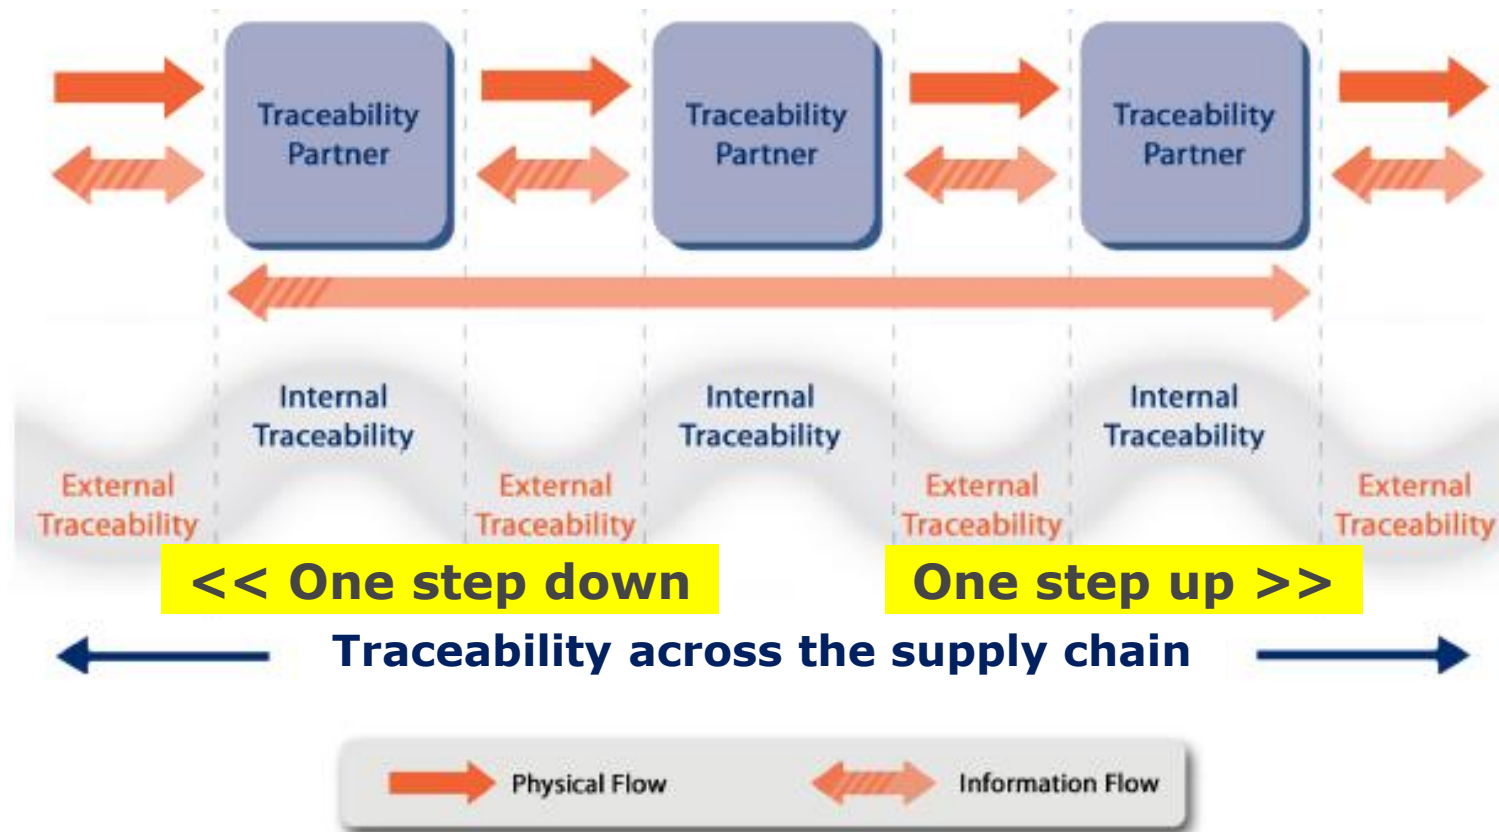 Traceability
Partner
Traceability
Partner
Traceability
Partner
Internal
Traceability
Internal
Traceability
Internal
Traceability
External
Traceability
External
Traceability
External
Traceability
External
Traceability
<< One step down
One step up >>
Traceability across the supply chain
Physical Flow
Information Flow